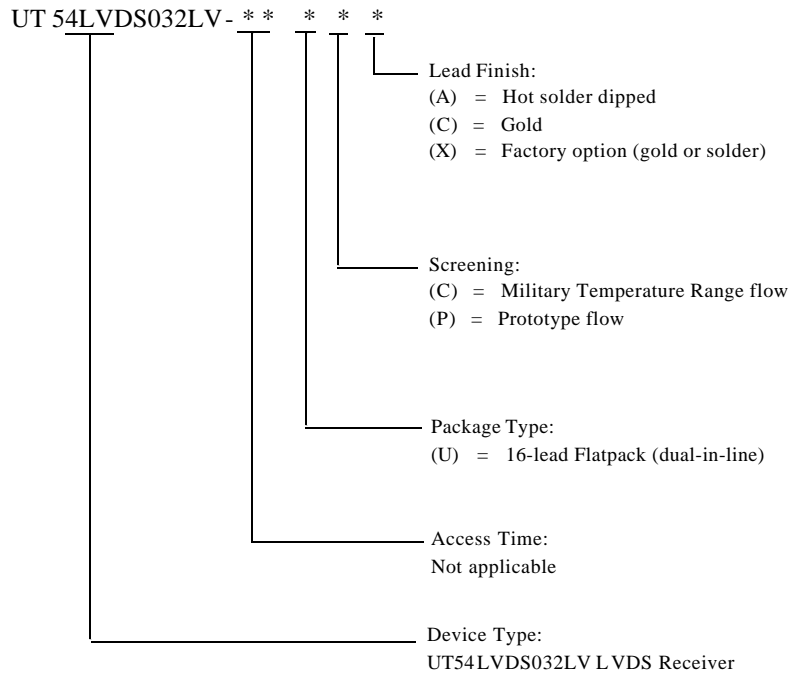 UT 54LVDS032LV- * * * * *
Lead Finish:
(A) = Hot solder dipped
(C) = Gold
(X) = Factory option (gold or solder)
Screening:
(C) = Military Temperature Range flow
(P) = Prototype flow
Package Type:
(U) = 16-lead Flatpack (dual-in-line)
Access Time:
Not applicable
Device Type:
UT54LVDS032LV LVDS Receiver